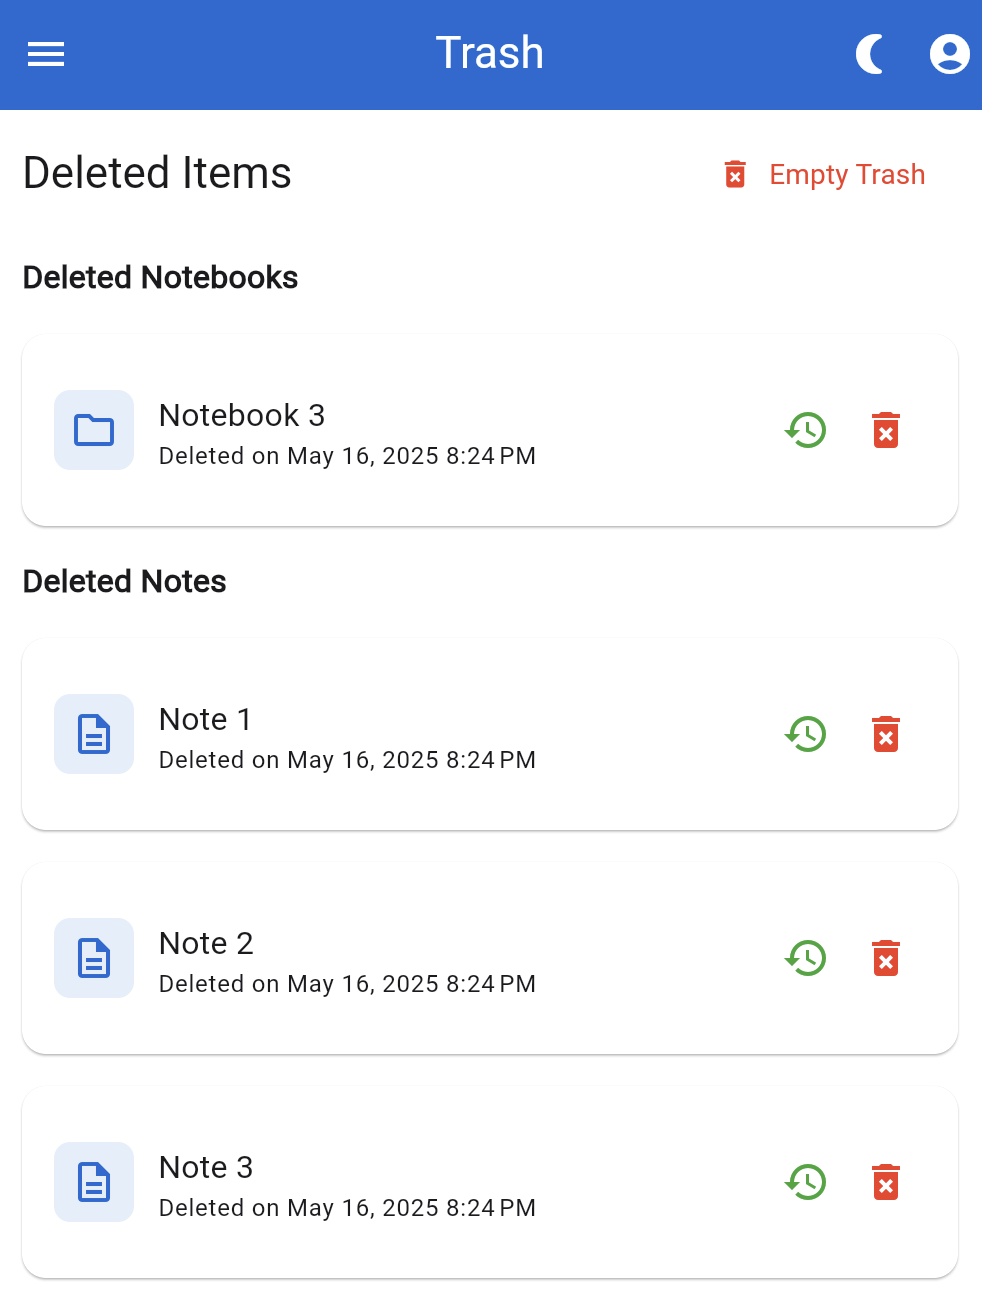 Trash
Deleted Items
Empty Trash
Deleted Notebooks
Notebook 3
Deleted on May 16, 2025 8:24 PM
Deleted Notes
Note 1
Deleted on May 16, 2025 8:24 PM
Note 2
Deleted on May 16, 2025 8:24 PM
Note 3
Deleted on May 16, 2025 8:24 PM